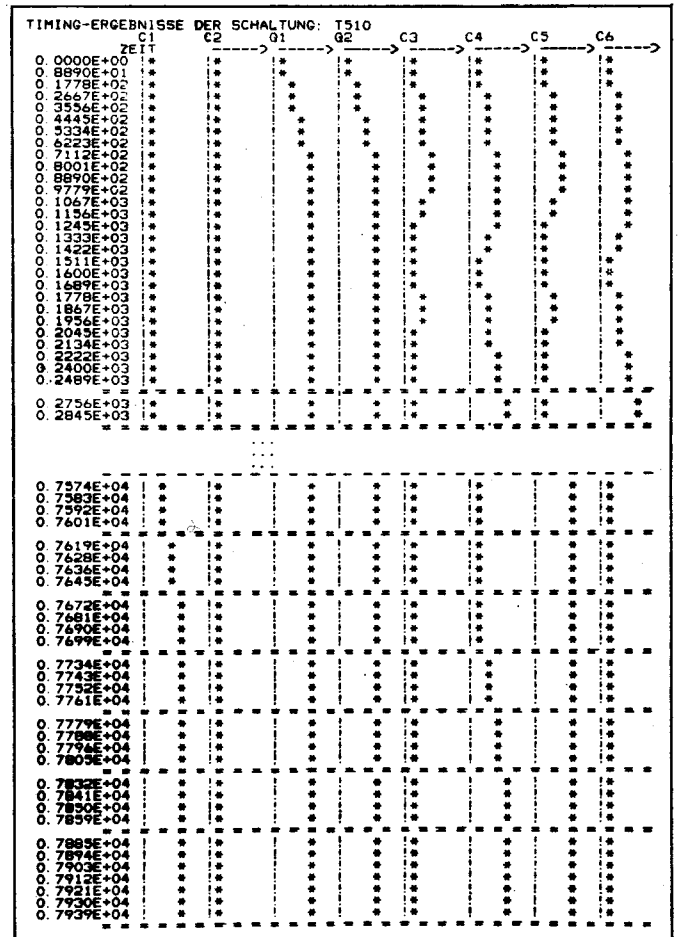 TIMING-ERGEBNISSE DER SCHALTUNG: T510
C1 C2 G1 G2 C3 C4 C5 C6
ZEIT
0. 0000E+00
0. 8890E+01
0. 1778E+02
0. 2667E+02
0. 3556E+02
0. 4445E+02
0. 5334E+02
0. 6223E+02
0. 7112E+02
0. 8001E+02
0. 8890E+02
0. 9779E+02
0. 1067E+03
0. 1156E+03
0. 1245E+03
0. 1333E+03
0. 1422E+03
0. 1511E+03
0. 1600E+03
0. 1689E+03
0. 1778E+03
0. 1867E+03
0. 1956E+03
0. 2045E+03
0. 2134E+03
0. 2222E+03
0. 2400E+03
0. 2489E+03
0. 2756E+03
0. 2845E+03
0. 7574E+04
0. 7583E+04
0. 7592E+04
0. 7601E+04
0. 7619E+04
0. 7628E+04
0. 7636E+04
0. 7645E+04
0. 7672E+04
0. 7681E+04
0. 7690E+04
0. 7699E+04
0. 7734E+04
0. 7743E+04
0. 7752E+04
0. 7761E+04
0. 7779E+04
0. 7788E+04
0. 7796E+04
0. 7805E+04
0. 7832E+04
0. 7841E+04
0. 7850E+04
0. 7859E+04
0. 7885E+04
0. 7894E+04
0. 7903E+04
0. 7912E+04
0. 7921E+04
0. 7930E+04
0. 7939E+04